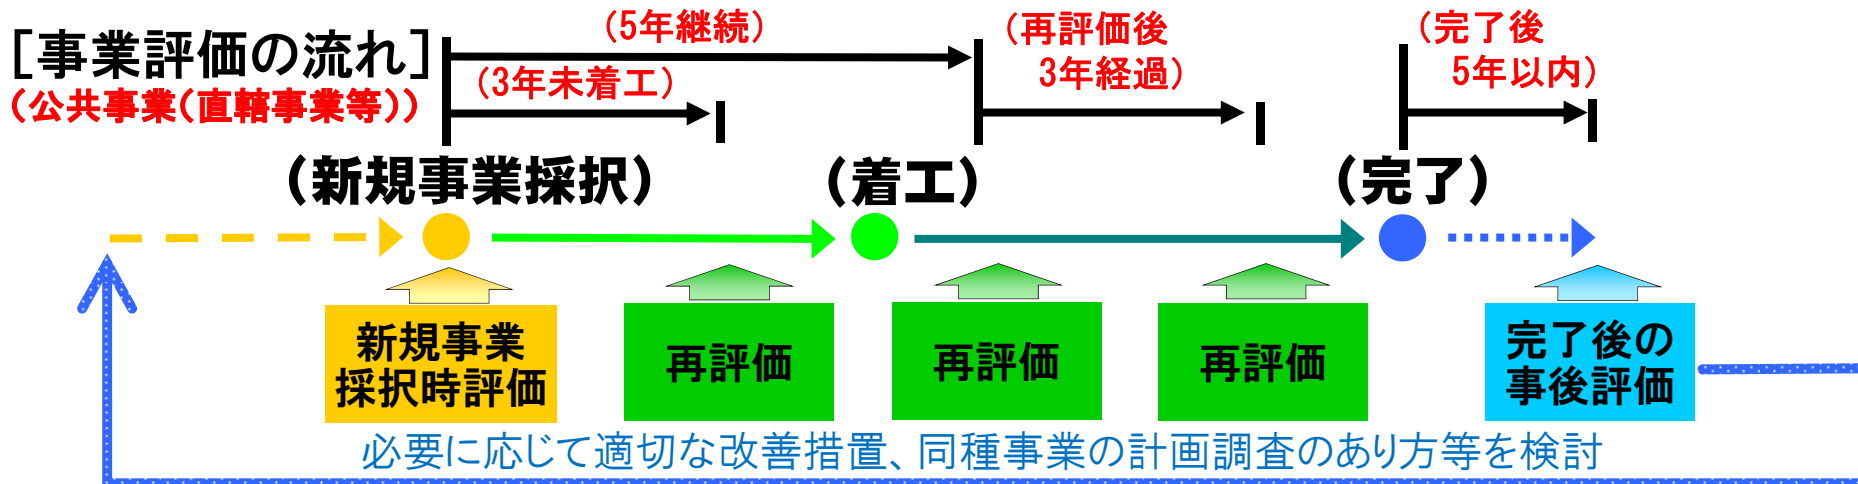 [事業評価の流れ]
(公共事業(直轄事業等))
(5年継続)
(3年未着工)
(再評価後
3年経過)
(完了後
5年以内)
(新規事業採択)
(着工)
(完了)
新規事業
採択時評価
再評価
再評価
再評価
完了後の
事後評価
必要に応じて適切な改善措置、同種事業の計画調査のあり方等を検討